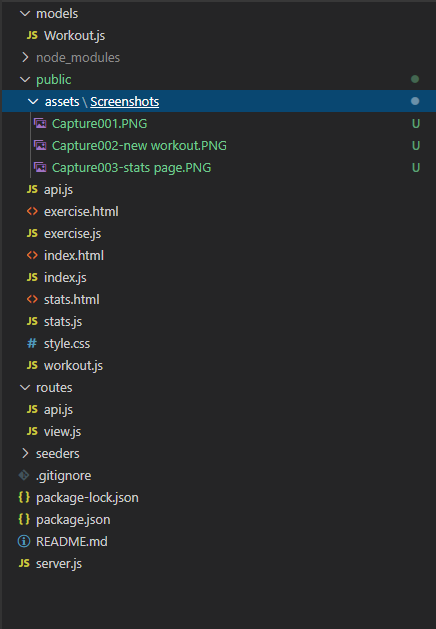 models
JS Workout.js
node_modules
public
assets \ Screenshots
Capture001.PNG U
Capture002-new workout.PNG U
Capture003-stats page.PNG U
JS api.js
<> exercise.html
JS exercise.js
<> index.html
JS index.js
<> stats.html
JS stats.js
# style.css
JS workout.js
routes
JS api.js
JS view.js
seeders
.gitignore
{} package-lock.json
{} package.json
README.md
JS server.js